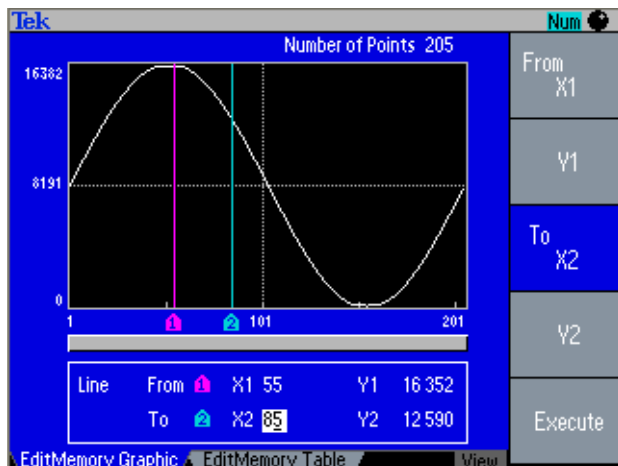 Tek
Num
Number of Points 205
16382
8191
0
1
1
2
101
201
Line From 1 X1 55 Y1 16 352
To 2 X2 85 Y2 12 590
EditMemory Graphic
EditMemory Table
View
From
X1
Y1
To
X2
Y2
Execute